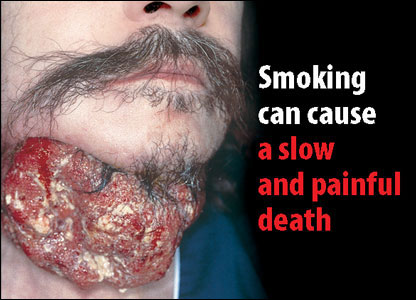 Smoking
can cause
a slow
and painful
death